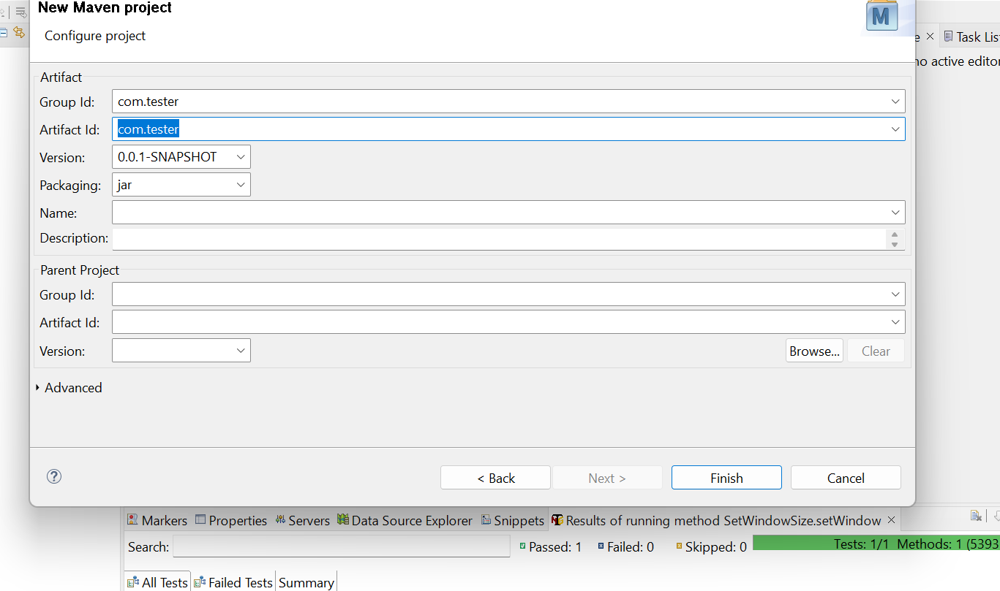 New Maven project
Configure project
M
Task Lis
no active editor
Artifact
Group Id: com.tester
Artifact Id: com.tester
Version: 0.0.1-SNAPSHOT
Packaging: jar
Name:
Description:
Parent Project
Group Id:
Artifact Id:
Version:
Browse... Clear
Advanced
? < Back Next > Finish Cancel
Markers Properties Servers Data Source Explorer Snippets Results of running method SetWindowSize.setWindow
Search: Passed: 1 Failed: 0 Skipped: 0 Tests: 1/1 Methods: 1 (5393
All Tests Failed Tests Summary